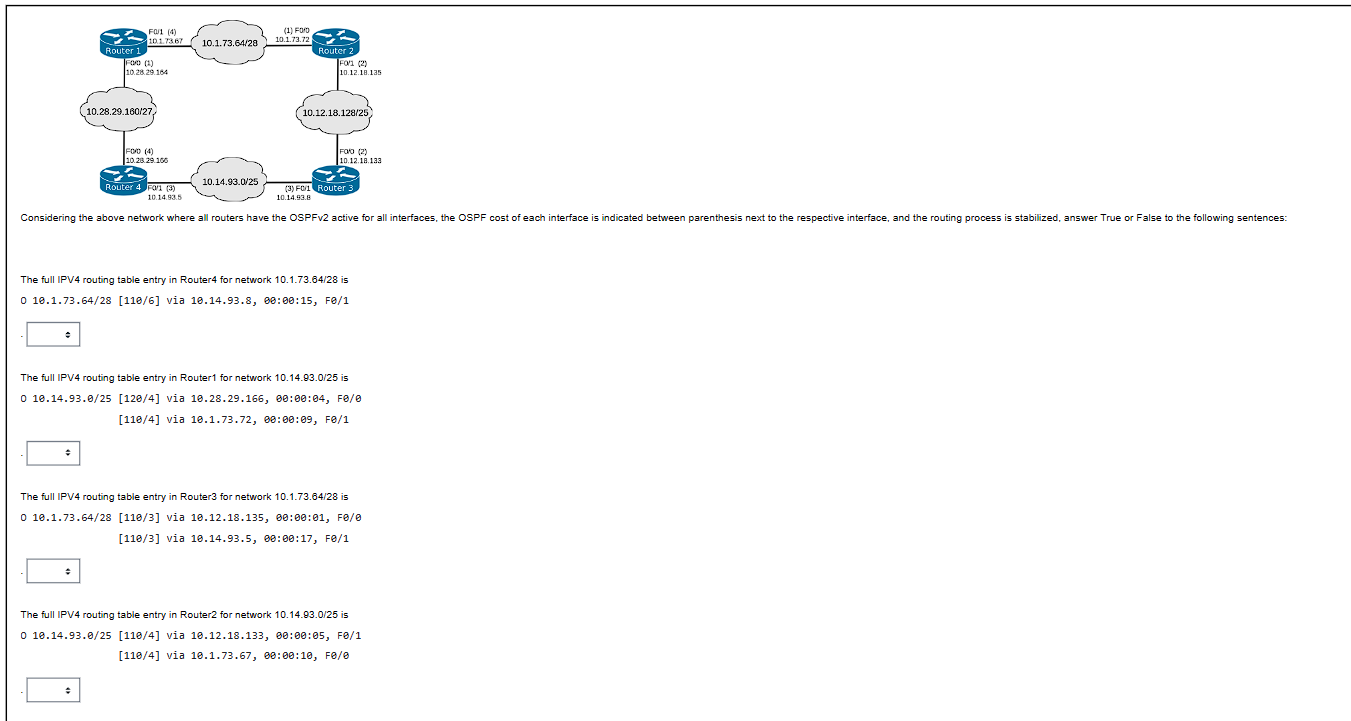 F0/1 (4)
10.1.73.67
10.1.73.64/28
(1) F0/0
10.1.73.72
Router 1
Router 2
F0/0 (1)
10.28.29.164
F0/1 (2)
10.12.18.135
10.28.29.160/27
10.12.18.128/25
F0/0 (4)
10.28.29.166
F0/0 (2)
10.12.18.133
Router 4
F0/1 (3)
10.14.93.5
10.14.93.0/25
(3) F0/1
10.14.93.8
Router 3
Considering the above network where all routers have the OSPFv2 active for all interfaces, the OSPF cost of each interface is indicated between parenthesis next to the respective interface, and the routing process is stabilized, answer True or False to the following sentences:
The full IPV4 routing table entry in Router4 for network 10.1.73.64/28 is
O 10.1.73.64/28 [110/6] via 10.14.93.8, 00:00:15, F0/1
.
The full IPV4 routing table entry in Router1 for network 10.14.93.0/25 is
O 10.14.93.0/25 [120/4] via 10.28.29.166, 00:00:04, F0/0
[110/4] via 10.1.73.72, 00:00:09, F0/1
.
The full IPV4 routing table entry in Router3 for network 10.1.73.64/28 is
O 10.1.73.64/28 [110/3] via 10.12.18.135, 00:00:01, F0/0
[110/3] via 10.14.93.5, 00:00:17, F0/1
.
The full IPV4 routing table entry in Router2 for network 10.14.93.0/25 is
O 10.14.93.0/25 [110/4] via 10.12.18.133, 00:00:05, F0/1
[110/4] via 10.1.73.67, 00:00:10, F0/0
.